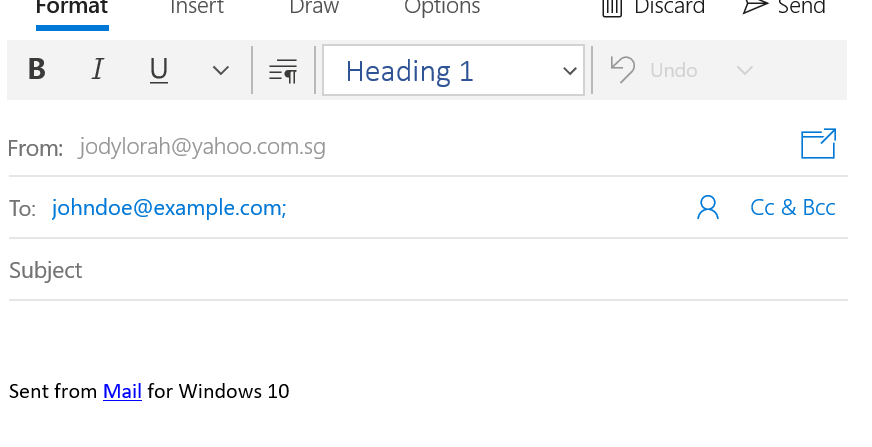 Format Insert Draw Options Discard Send
B I U Heading 1 Undo
From: jodylorah@yahoo.com.sg
To: johndoe@example.com; Cc & Bcc
Subject
Sent from Mail for Windows 10